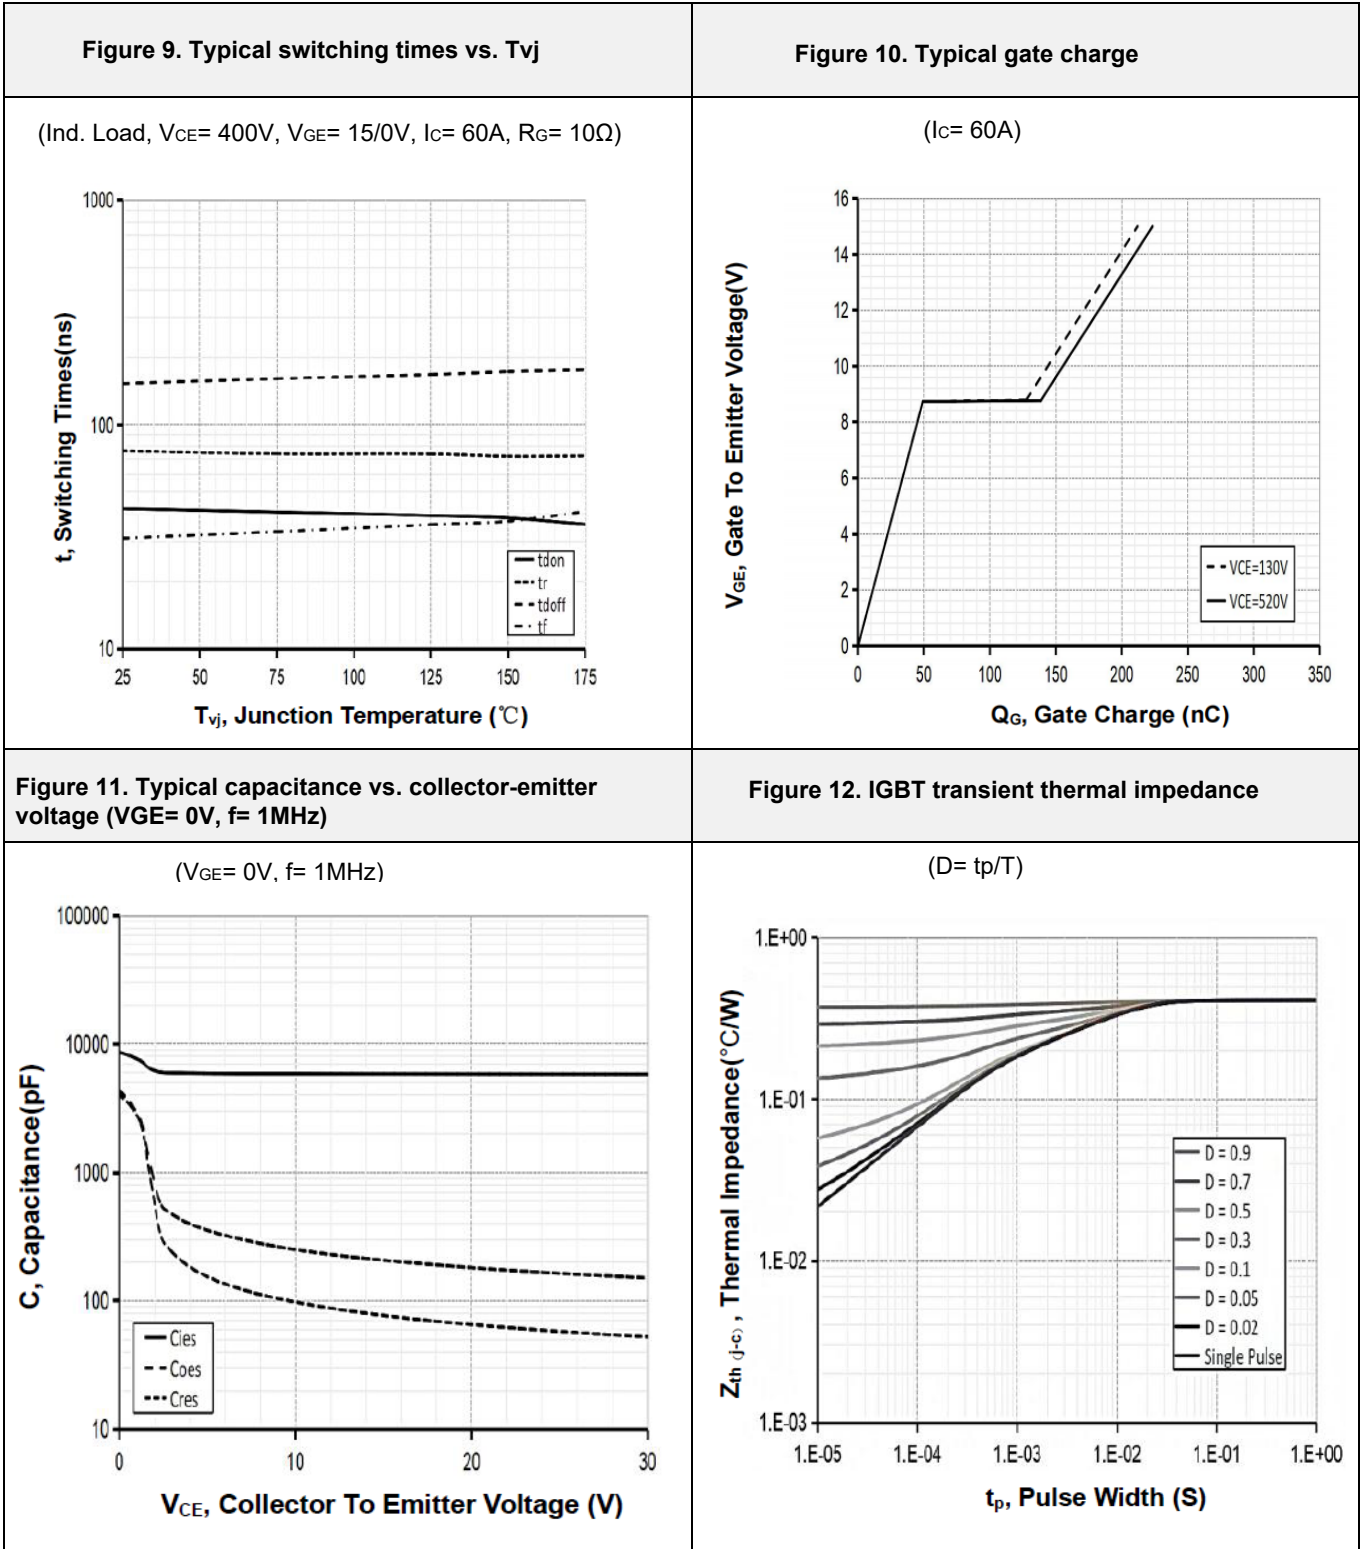 Figure 9. Typical switching times vs. Tvj
(Ind. Load, VCE= 400V, VGE= 15/0V, IC= 60A, RG= 10Ω)
1000
100
10
t, Switching Times(ns)
tdon
tr
tdoff
tf
25 50 75 100 125 150 175
Tvj, Junction Temperature (℃)
Figure 10. Typical gate charge
(IC= 60A)
16
14
12
10
8
6
4
2
0
VGE, Gate To Emitter Voltage(V)
VCE=130V
VCE=520V
0 50 100 150 200 250 300 350
QG, Gate Charge (nC)
Figure 11. Typical capacitance vs. collector-emitter
voltage (VGE= 0V, f= 1MHz)
(VGE= 0V, f= 1MHz)
100000
10000
1000
100
10
C, Capacitance(pF)
Cies
Coes
Cres
0 10 20 30
VCE, Collector To Emitter Voltage (V)
Figure 12. IGBT transient thermal impedance
(D= tp/T)
1.E+00
1.E-01
1.E-02
1.E-03
Zth (j-c) , Thermal Impedance(°C/W)
D = 0.9
D = 0.7
D = 0.5
D = 0.3
D = 0.1
D = 0.05
D = 0.02
Single Pulse
1.E-05 1.E-04 1.E-03 1.E-02 1.E-01 1.E+00
tp, Pulse Width (S)